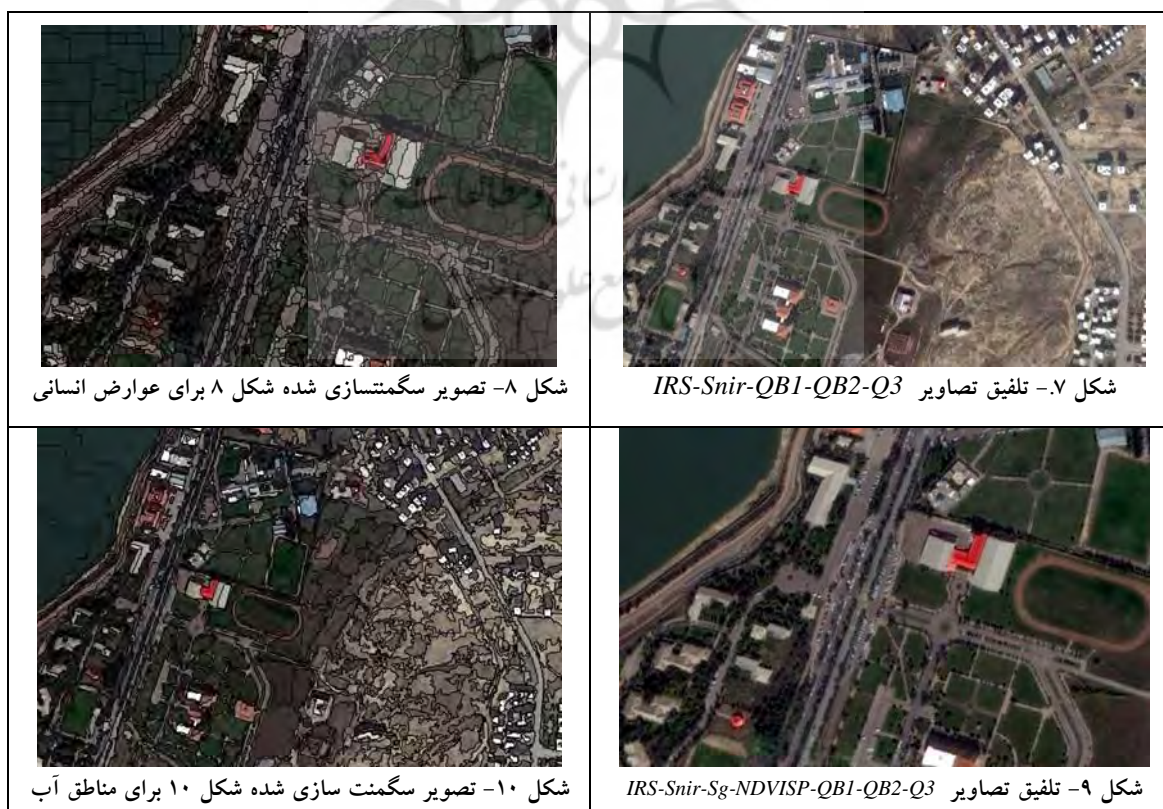 شکل ۷.- تلفیق تصاویر IRS-Snir-QB1-QB2-Q3
شکل ۸- تصویر سگمنتسازی شده شکل ۸ برای عوارض انسانی
شکل ۹- تلفیق تصاویر IRS-Snir-Sg-NDVISP-QB1-QB2-Q3
شکل ۱۰- تصویر سگمنت سازی شده شکل ۱۰ برای مناطق آب